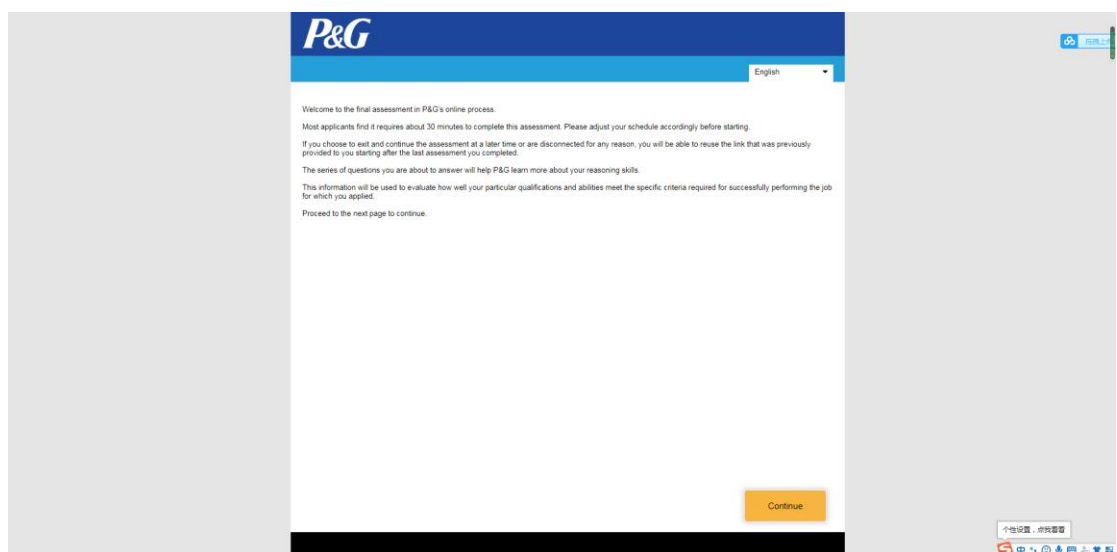 P&G
English
Welcome to the final assessment in P&G's online process.
Most applicants find it requires about 30 minutes to complete this assessment. Please adjust your schedule accordingly before starting.
If you choose to exit and continue the assessment at a later time or are disconnected for any reason, you will be able to reuse the link that was previously
provided to you starting after the last assessment you completed.
The series of questions you are about to answer will help P&G learn more about your reasoning skills.
This information will be used to evaluate how well your particular qualifications and abilities meet the specific criteria required for successfully performing the job
for which you applied.
Proceed to the next page to continue.
Continue
个性设置，点我看看
中